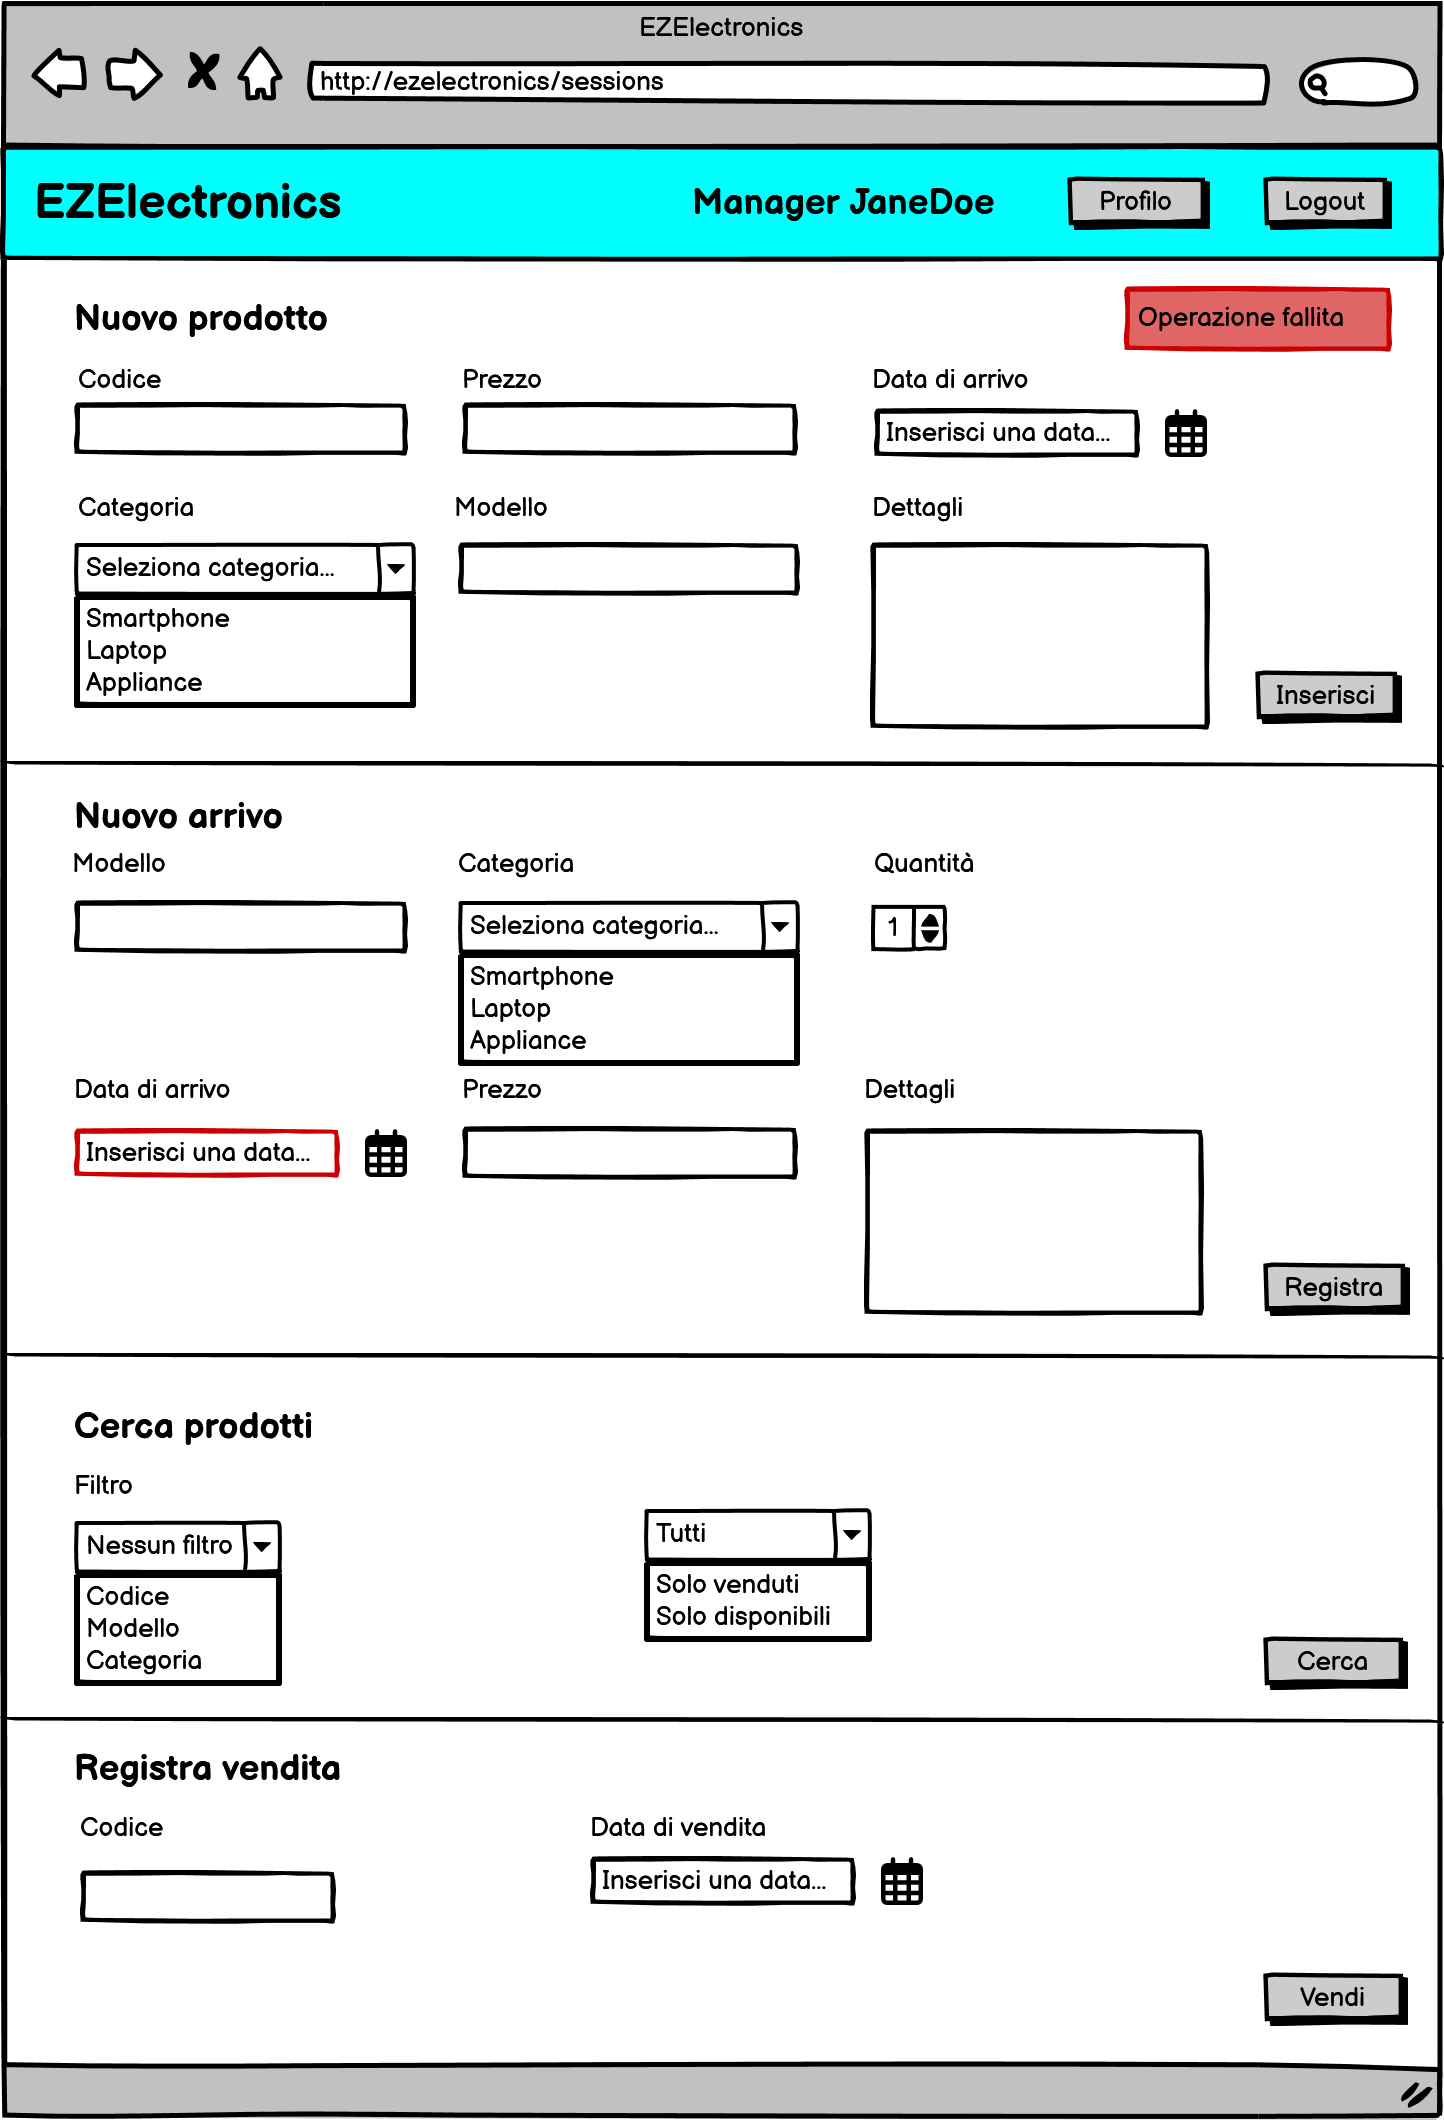 EZElectronics
http://ezelectronics/sessions
EZElectronics
Manager JaneDoe
Profilo
Logout
Nuovo prodotto
Operazione fallita
Codice
Prezzo
Data di arrivo
Inserisci una data...
Categoria
Modello
Dettagli
Seleziona categoria...
Smartphone
Laptop
Appliance
Inserisci
Nuovo arrivo
Modello
Categoria
Quantità
Seleziona categoria...
1
Smartphone
Laptop
Appliance
Data di arrivo
Prezzo
Dettagli
Inserisci una data...
Registra
Cerca prodotti
Filtro
Nessun filtro
Codice
Modello
Categoria
Tutti
Solo venduti
Solo disponibili
Cerca
Registra vendita
Codice
Data di vendita
Inserisci una data...
Vendi